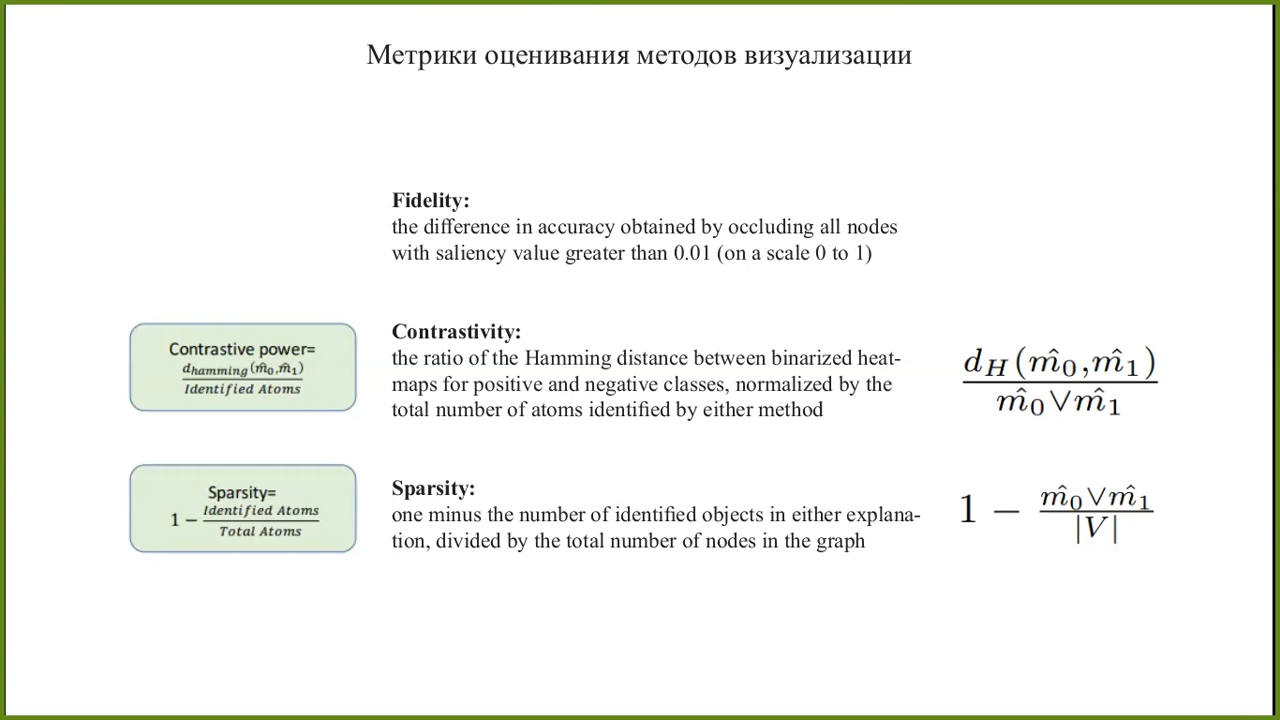 Метрики оценивания методов визуализации
Fidelity:
the difference in accuracy obtained by occluding all nodes
with saliency value greater than 0.01 (on a scale 0 to 1)
Contrastive power=
d_hamming(m̂₀,m̂₁)
Identified Atoms
Contrastivity:
the ratio of the Hamming distance between binarized heat-
maps for positive and negative classes, normalized by the
total number of atoms identified by either method
d_H(m̂₀,m̂₁)
m̂₀∨m̂₁
Sparsity=
1 − Identified Atoms
Total Atoms
Sparsity:
one minus the number of identified objects in either explana-
tion, divided by the total number of nodes in the graph
1 − m̂₀∨m̂₁
|V|